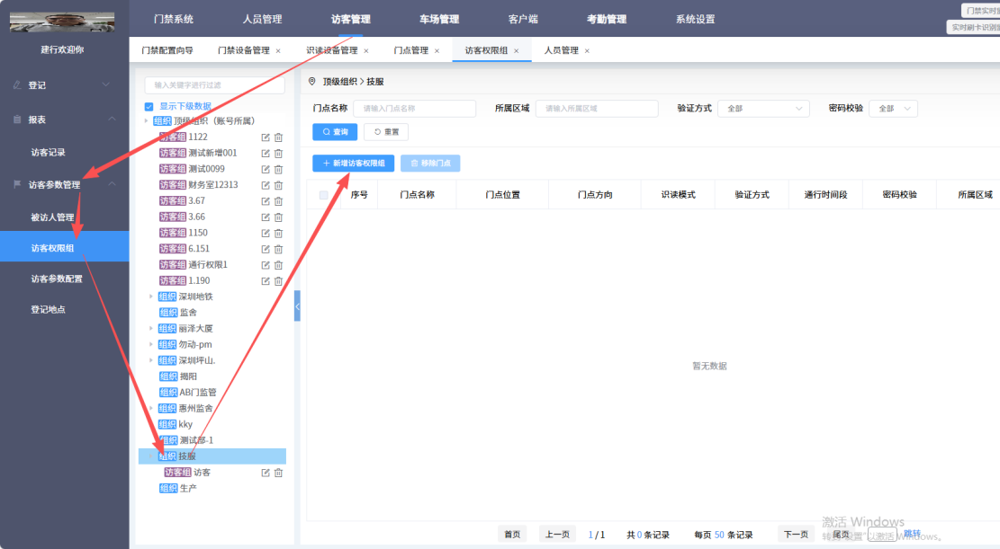 门禁系统 人员管理 访客管理 车场管理 客户端 考勤管理 系统设置
门禁实时监
实时刷卡识别监
建行欢迎你
门禁配置向导 门禁设备管理 × 识读设备管理 × 门点管理 × 访客权限组 × 人员管理 ×
登记
报表
访客记录
访客参数管理
被访人管理
访客权限组
访客参数配置
登记地点
输入关键字进行过滤
显示下级数据
组织 顶级组织（账号所属）
访客组 1122
访客组 测试新增001
访客组 测试0099
访客组 财务室12313
访客组 3.67
访客组 3.66
访客组 1150
访客组 6.151
访客组 通行权限1
访客组 1.190
组织 深圳地铁
组织 监舍
组织 丽泽大厦
组织 勿动-pm
组织 深圳坪山.
组织 揭阳
组织 AB门监管
组织 惠州监舍
组织 kky
组织 测试部-1
组织 技服
访客组 访客
组织 生产
顶级组织 > 技服
门点名称 请输入门点名称 所属区域 请输入所属区域 验证方式 全部 密码校验 全部
查询 重置
+ 新增访客权限组 移除门点
序号 门点名称 门点位置 门点方向 识读模式 验证方式 通行时间段 密码校验 所属区域
暂无数据
首页 上一页 1 / 1 共 0 条记录 每页 50 条记录 下一页 尾页 跳转
激活 Windows
转到"设置"以激活 Windows。